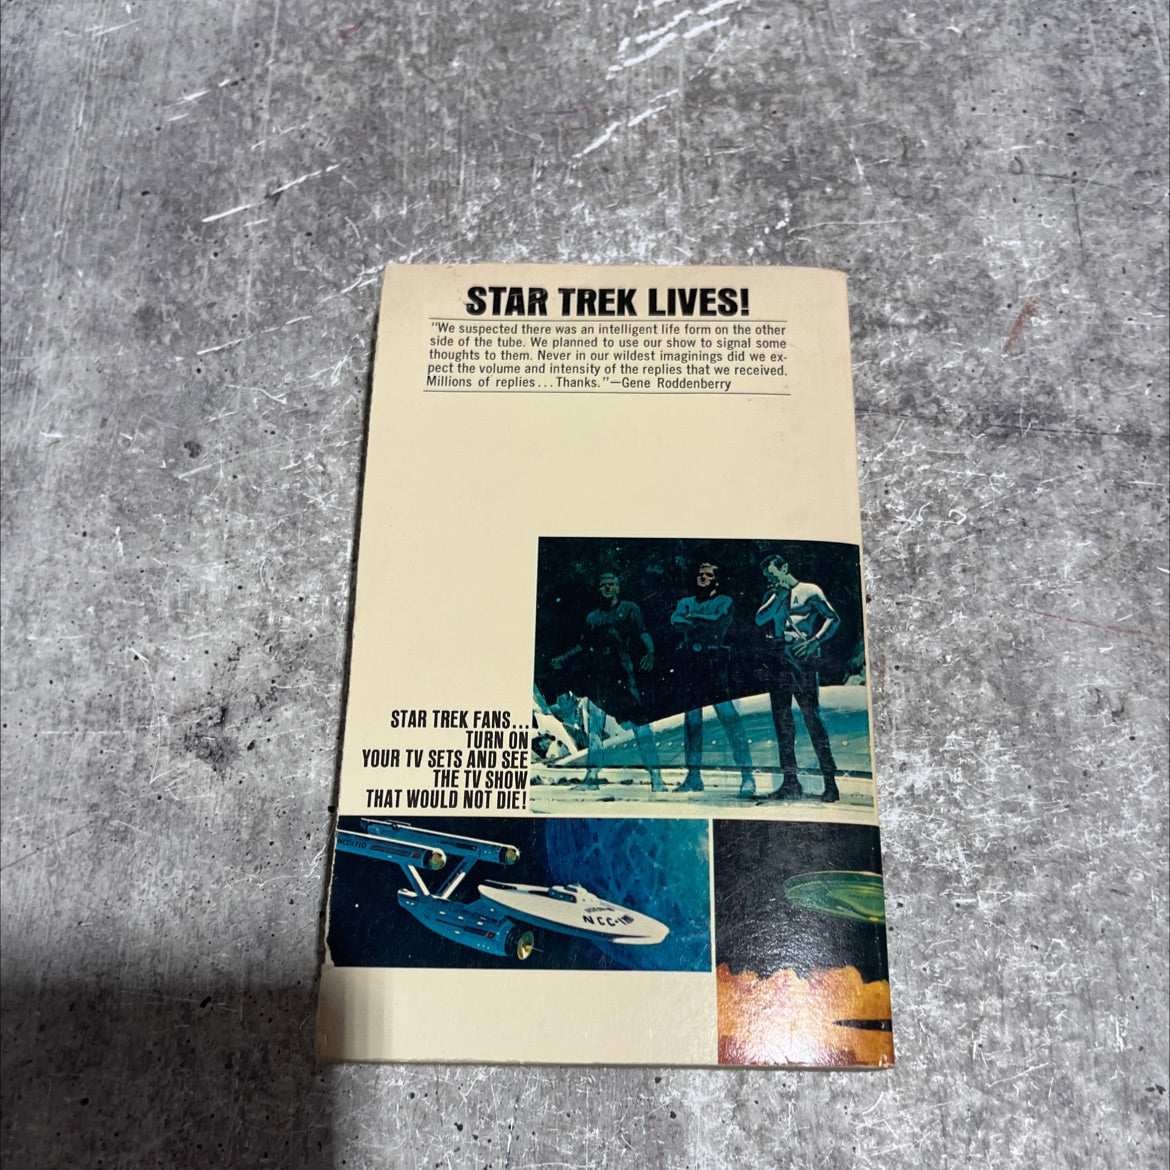 STAR TREK LIVES!
"We suspected there was an intelligent life form on the other
side of the tube. We planned to use our show to signal some
thoughts to them. Never in our wildest imaginings did we ex-
pect the volume and intensity of the replies that we received.
Millions of replies... Thanks."—Gene Roddenberry
STAR TREK FANS...
TURN ON
YOUR TV SETS AND SEE
THE TV SHOW
THAT WOULD NOT DIE!